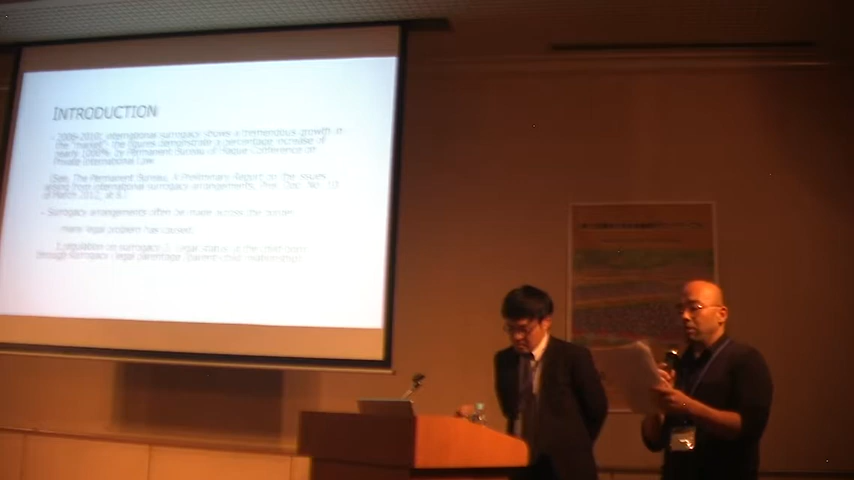 INTRODUCTION
- 2006-2010: international surrogacy shows a tremendous growth in
the "market": the figures demonstrate a percentage increase of
nearly 1000%, by Permanent Bureau of Hague Conference on
Private International Law
(See, The Permanent Bureau, A Preliminary Report on the issues
arising from international surrogacy arrangements, Prel. Doc. No. 10
of March 2012, at 8.)
- Surrogacy arrangements often be made across the border
many legal problem has caused.
1.regulation on surrogacy 2. Legal status of the child born
through surrogacy: legal parentage (parent-child relationship)